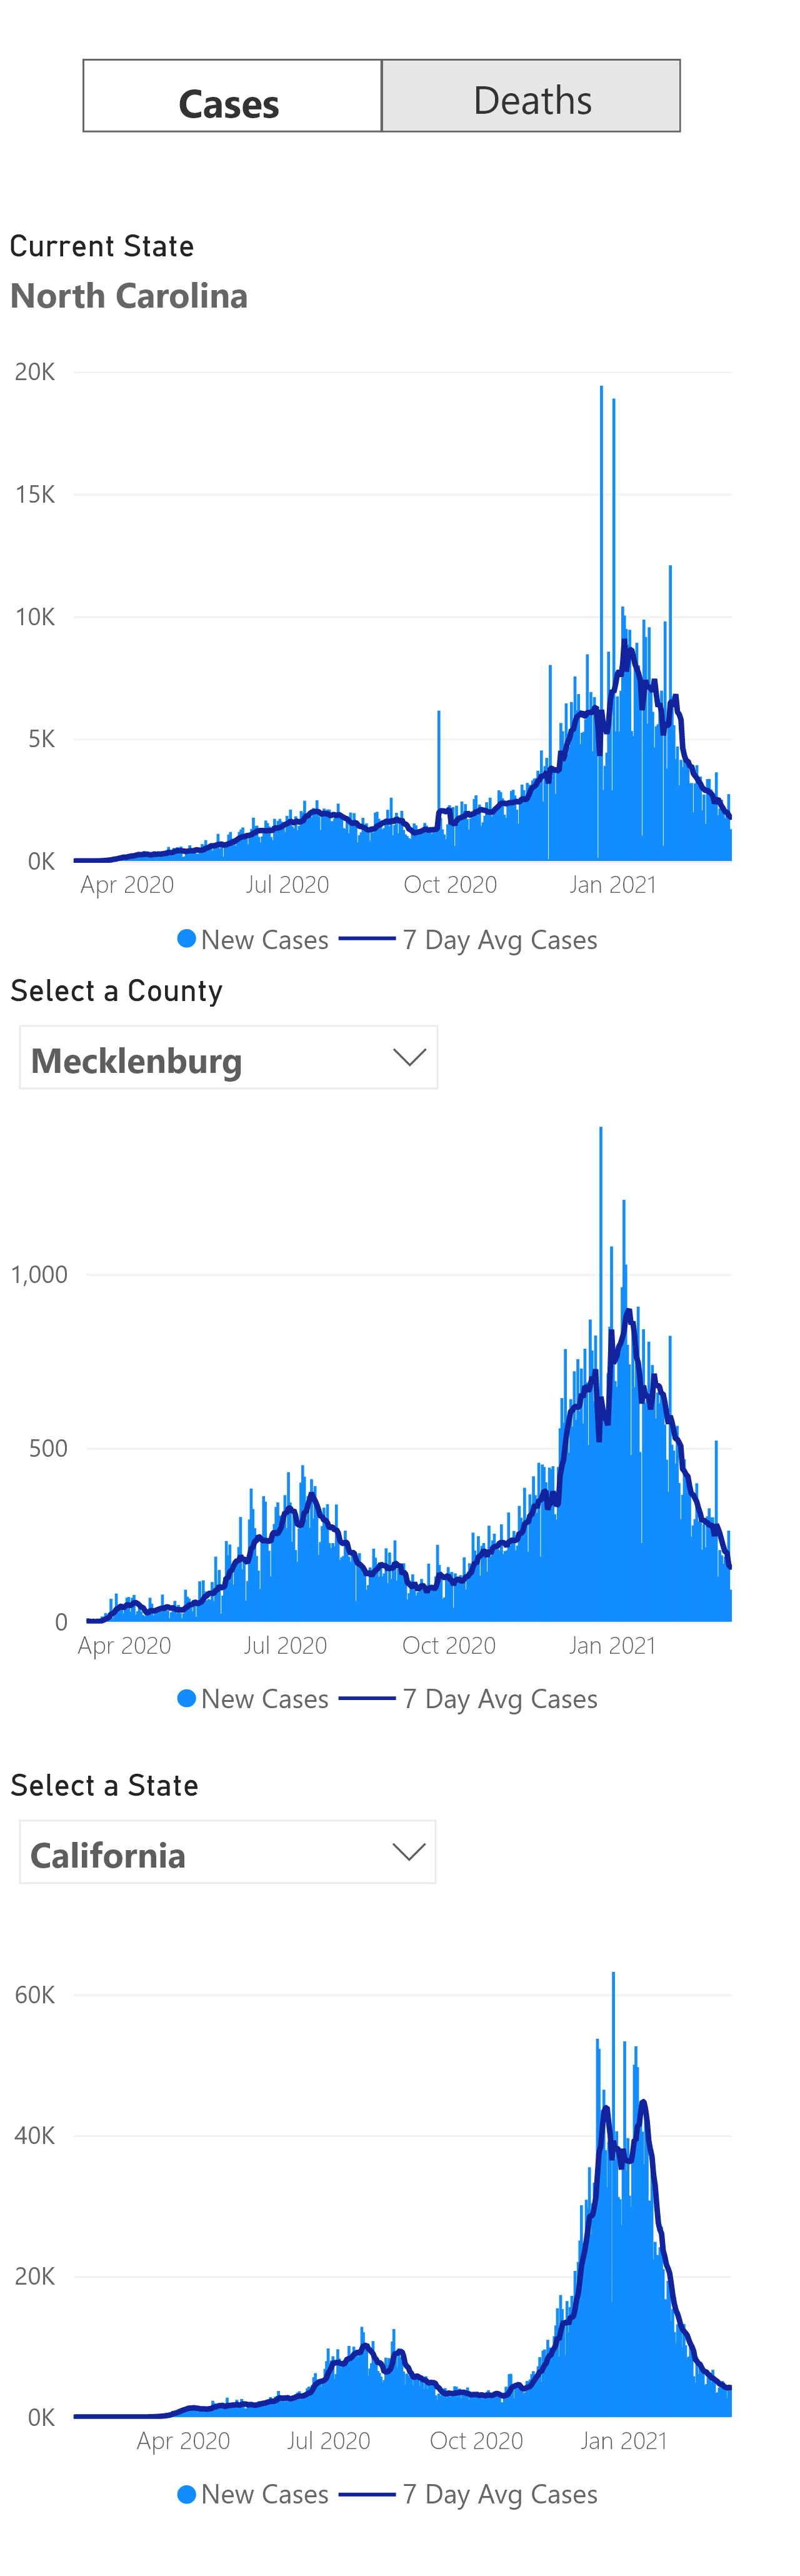 Cases Deaths
Current State
North Carolina
20K
15K
10K
5K
0K
Apr 2020 Jul 2020 Oct 2020 Jan 2021
New Cases 7 Day Avg Cases
Select a County
Mecklenburg
1,000
500
0
Apr 2020 Jul 2020 Oct 2020 Jan 2021
New Cases 7 Day Avg Cases
Select a State
California
60K
40K
20K
0K
Apr 2020 Jul 2020 Oct 2020 Jan 2021
New Cases 7 Day Avg Cases